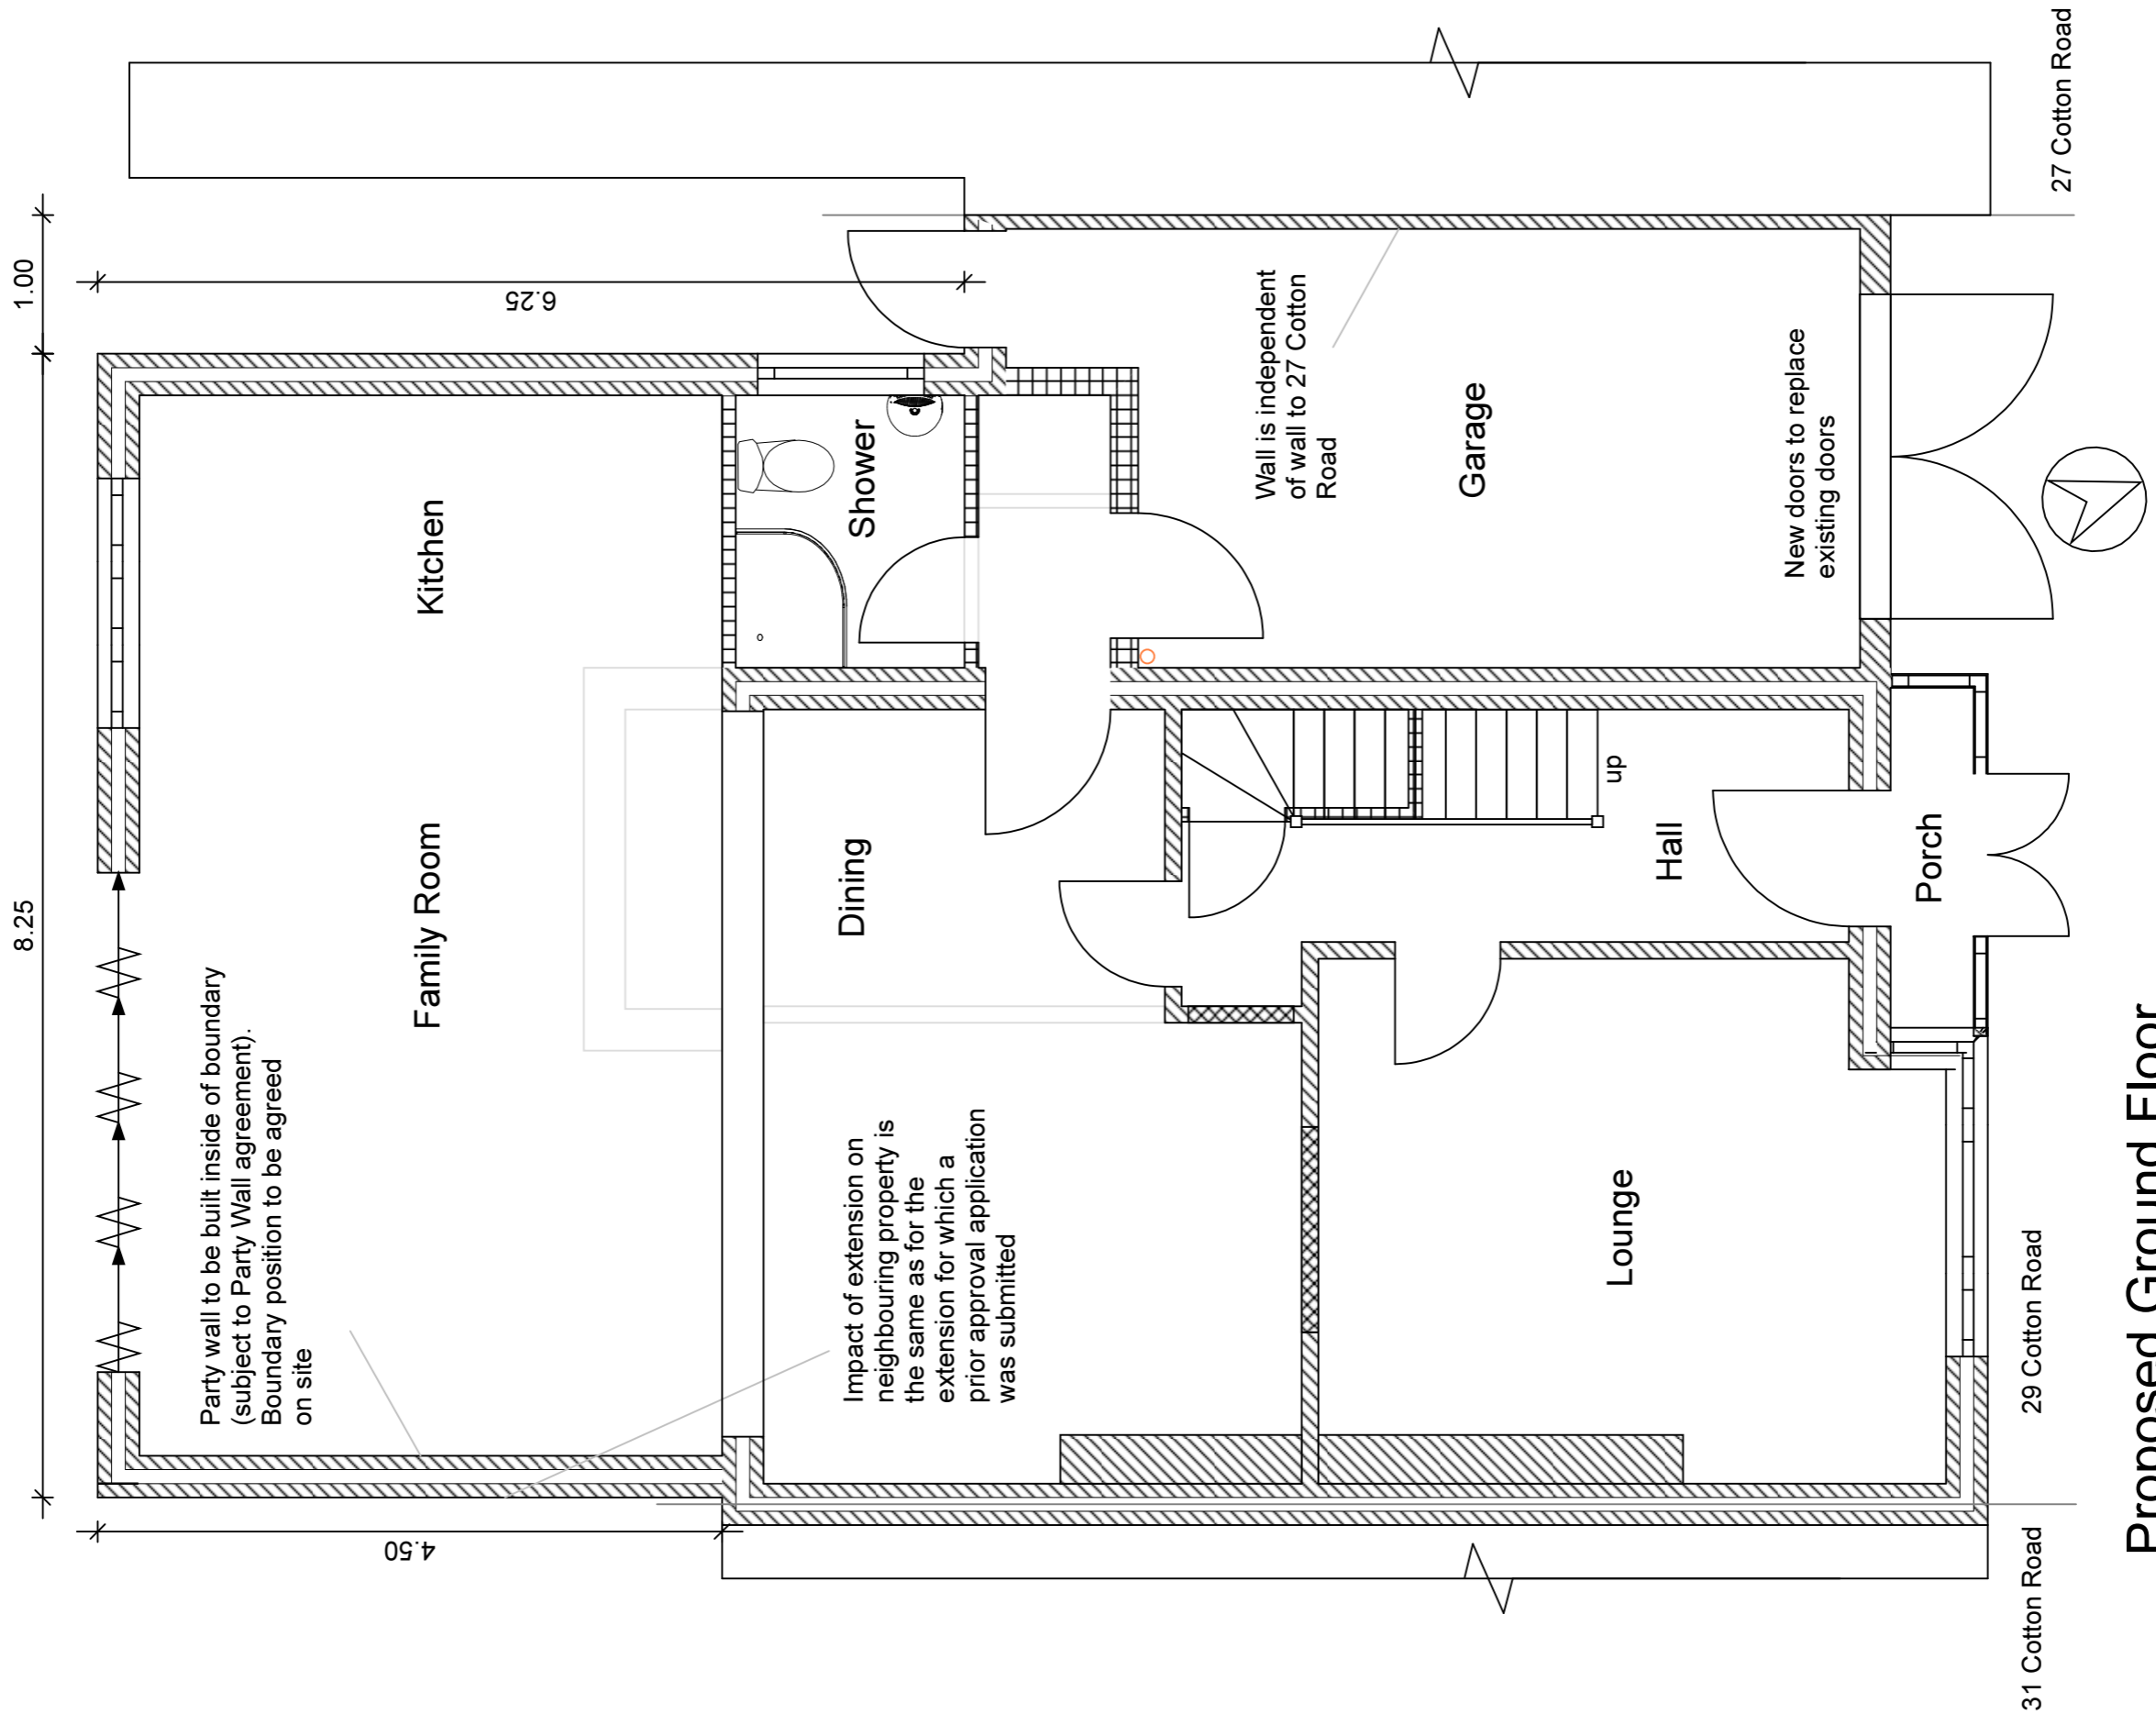 8.25
1.00
6.25
4.50
Party wall to be built inside of boundary
(subject to Party Wall agreement).
Boundary position to be agreed
on site
Family Room
Kitchen
Impact of extension on
neighbouring property is
the same as for the
extension for which a
prior approval application
was submitted
Dining
Shower
Wall is independent
of wall to 27 Cotton
Road
Garage
Lounge
Hall
up
New doors to replace
existing doors
Porch
31 Cotton Road
29 Cotton Road
27 Cotton Road
Proposed Ground Floor